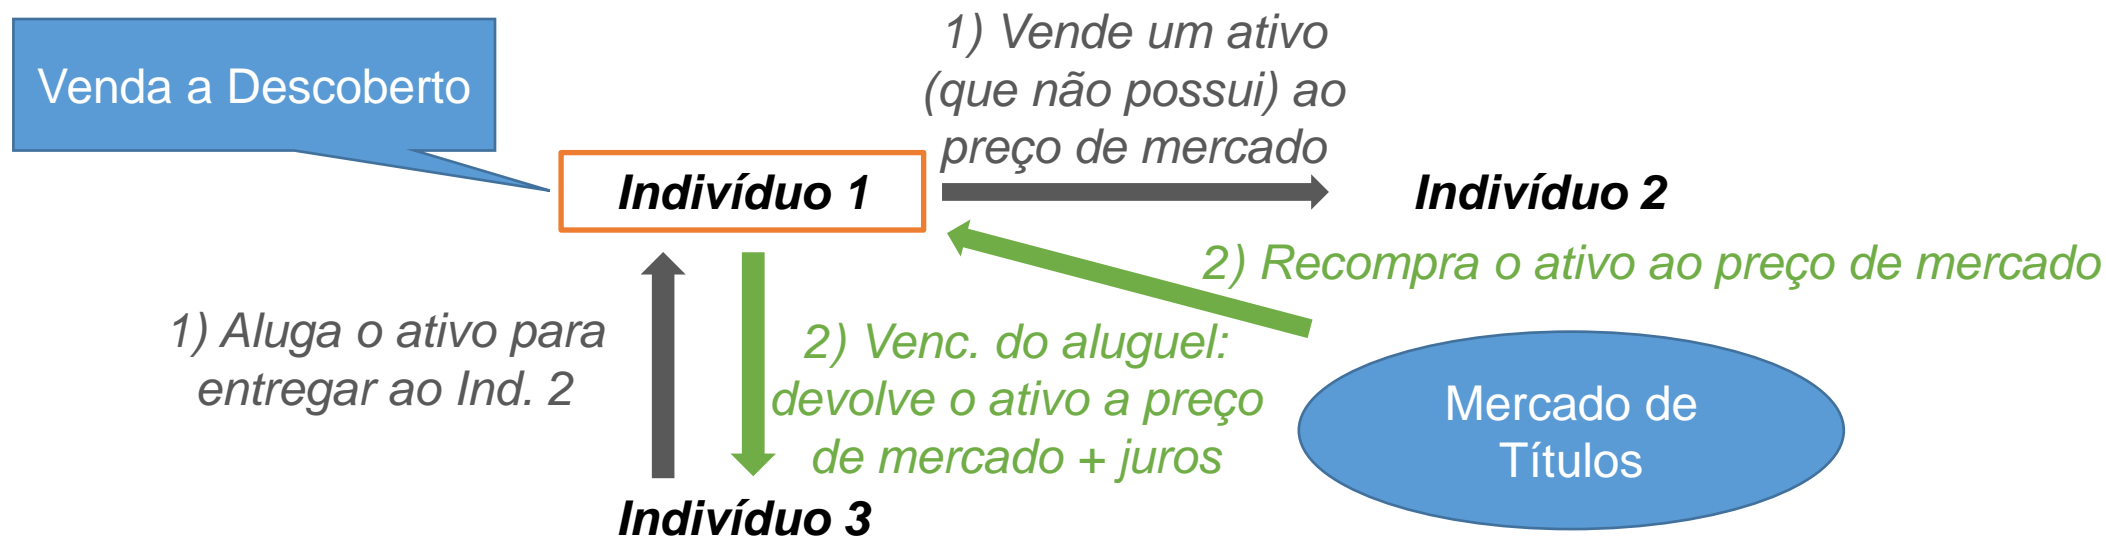 Venda a Descoberto
1) Vende um ativo
(que não possui) ao
preço de mercado
Indivíduo 1
Indivíduo 2
2) Recompra o ativo ao preço de mercado
1) Aluga o ativo para
entregar ao Ind. 2
2) Venc. do aluguel:
devolve o ativo a preço
de mercado + juros
Mercado de
Títulos
Indivíduo 3